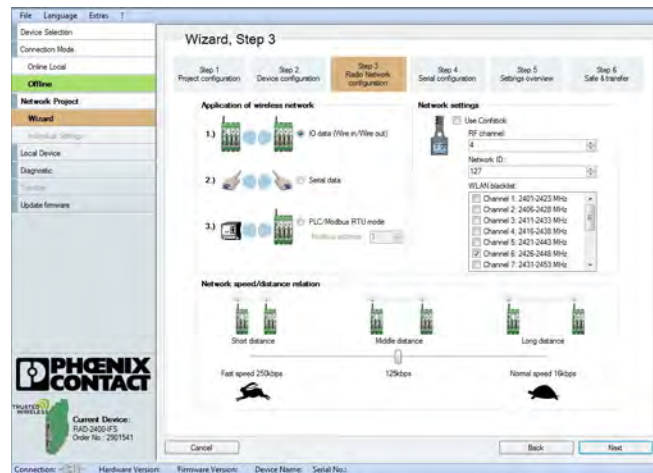 File Language Extras ?
Device Selection
Connection Mode
Online Local
Offline
Network Project
Wizard
Individual Settings
Local Device
Diagnostic
Update firmware
Wizard, Step 3
Step 1
Project configuration
Step 2
Device configuration
Step 3
Radio Network
configuration
Step 4
Serial configuration
Step 5
Settings overview
Step 6
Safe & transfer
Application of wireless network
1.) IO data (Wire in/Wire out)
2.) Serial data
3.) PLC/Modbus RTU mode
Modbus address 1
Network settings
Use Confstick
RF channel:
4
Network ID:
127
WLAN blacklist:
Channel 1: 2401-2423 MHz
Channel 2: 2406-2428 MHz
Channel 3: 2411-2433 MHz
Channel 4: 2416-2438 MHz
Channel 5: 2421-2443 MHz
Channel 6: 2426-2448 MHz
Channel 7: 2431-2453 MHz
Network speed/distance relation
Short distance Middle distance Long distance
Fast speed 250kbps 125kbps Normal speed 16kbps
PHŒNIX
CONTACT
TRUSTED
WIRELESS
Current Device:
RAD-2400-IFS
Order No.: 2901541
Cancel Back Next
Connection: Hardware Version: Firmware Version: Device Name: Serial No.: